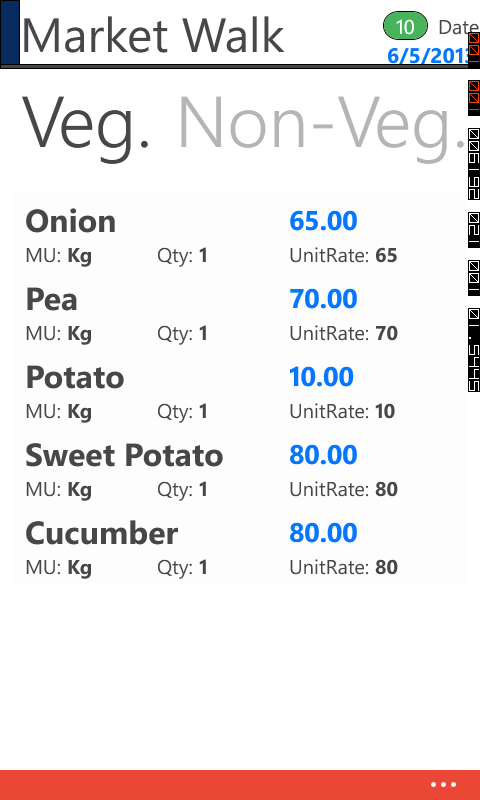 Market Walk
10 Date
6/5/2013
Veg. Non-Veg.
Onion 65.00
MU: Kg Qty: 1 UnitRate: 65
Pea 70.00
MU: Kg Qty: 1 UnitRate: 70
Potato 10.00
MU: Kg Qty: 1 UnitRate: 10
Sweet Potato 80.00
MU: Kg Qty: 1 UnitRate: 80
Cucumber 80.00
MU: Kg Qty: 1 UnitRate: 80